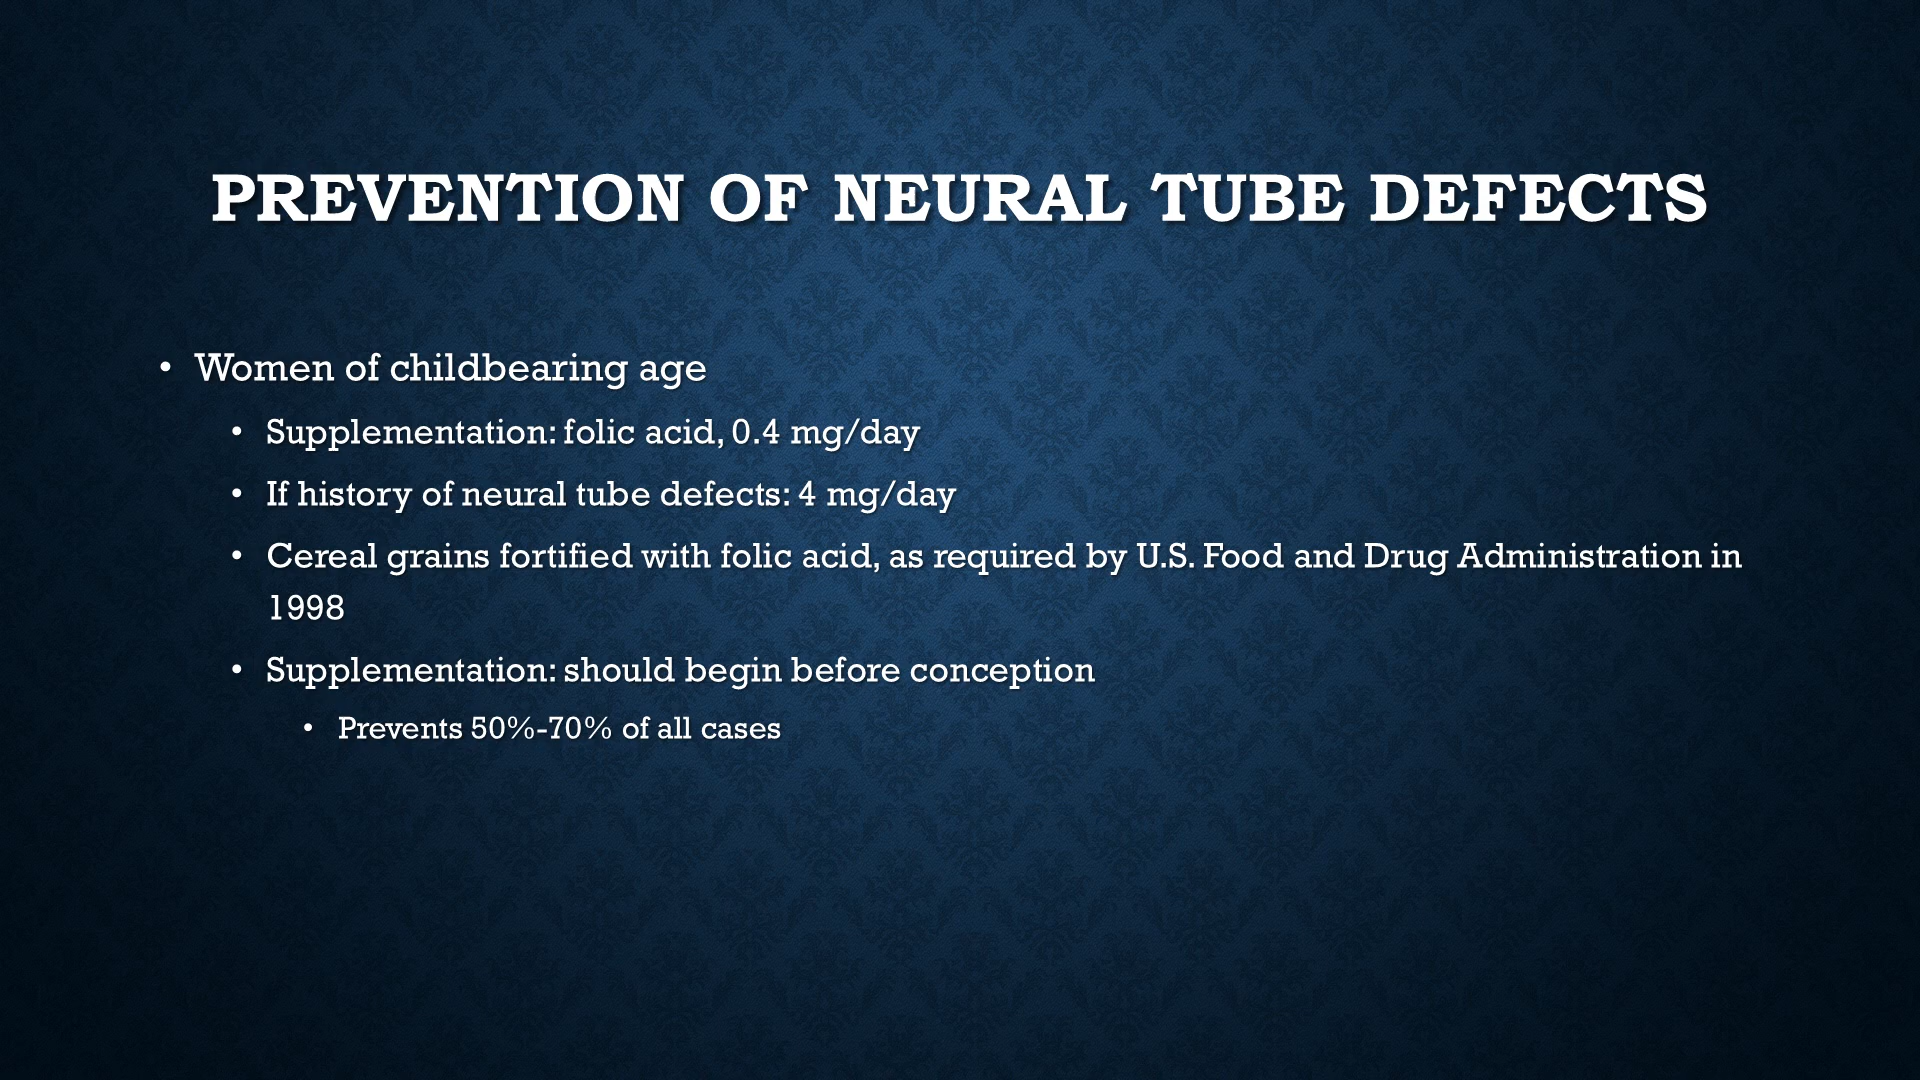 PREVENTION OF NEURAL TUBE DEFECTS
• Women of childbearing age
• Supplementation: folic acid, 0.4 mg/day
• If history of neural tube defects: 4 mg/day
• Cereal grains fortified with folic acid, as required by U.S. Food and Drug Administration in
1998
• Supplementation: should begin before conception
• Prevents 50%-70% of all cases